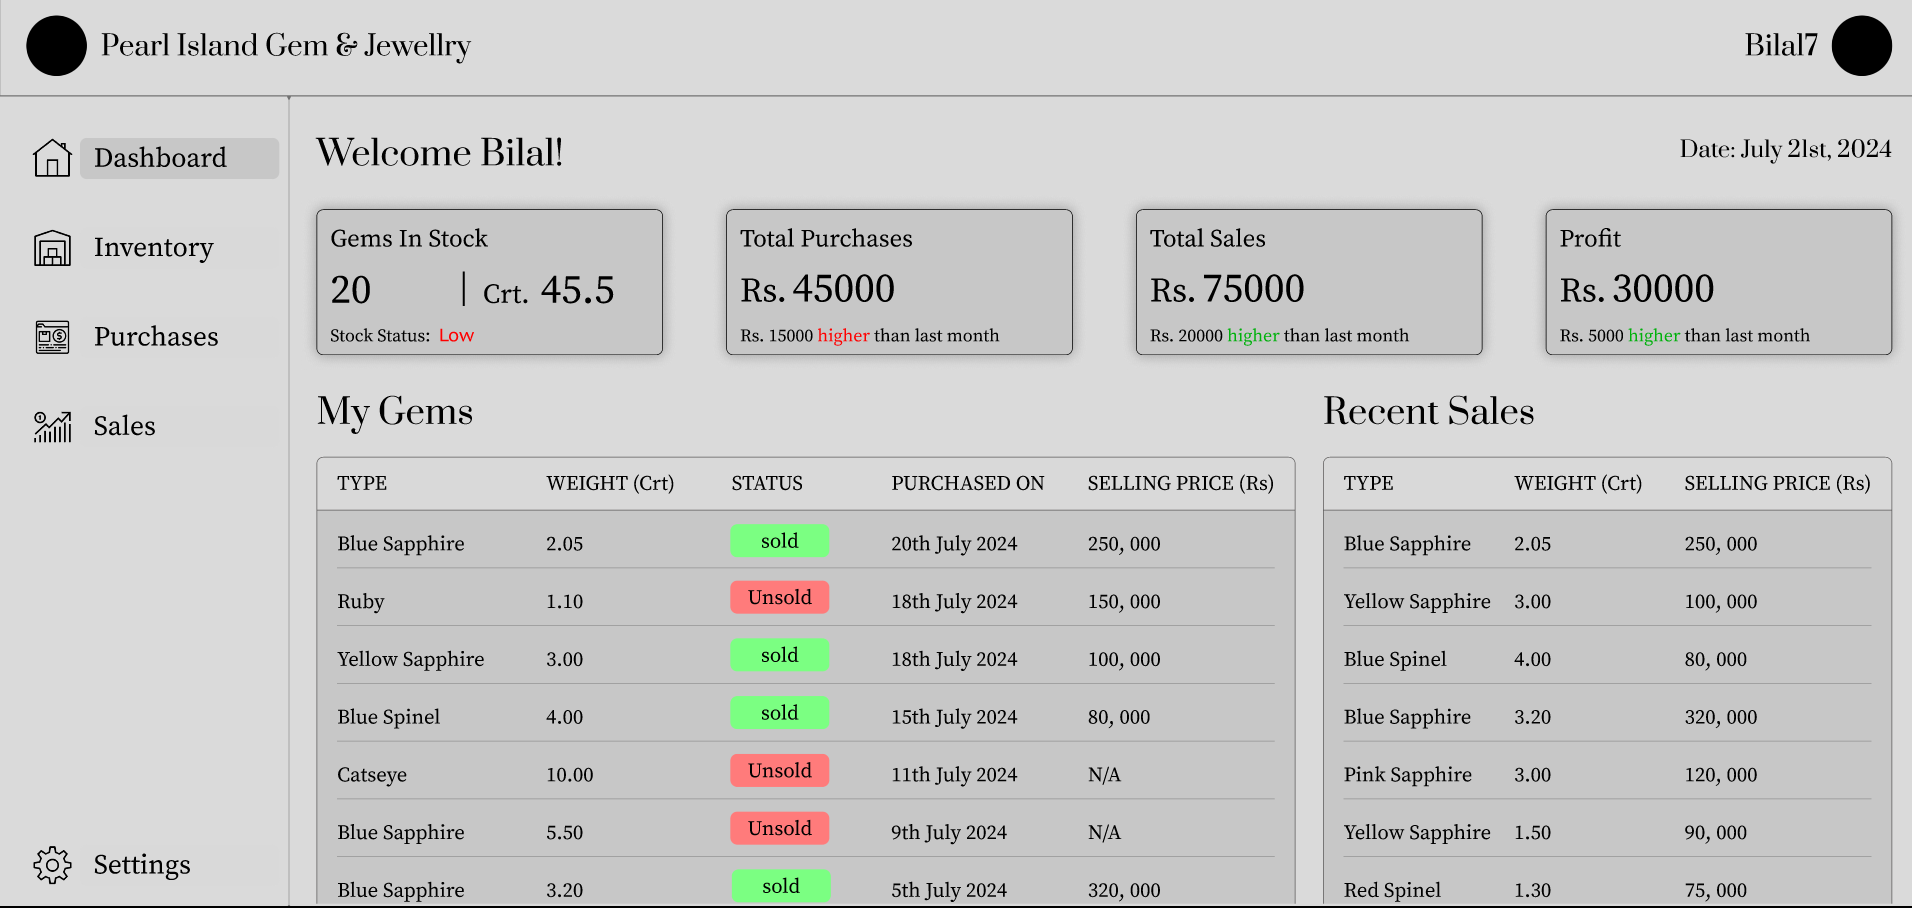 Pearl Island Gem & Jewellry
Bilal7
Dashboard
Inventory
Purchases
Sales
Settings
Welcome Bilal!
Date: July 21st, 2024
Gems In Stock
20 | Crt. 45.5
Stock Status: Low
Total Purchases
Rs. 45000
Rs. 15000 higher than last month
Total Sales
Rs. 75000
Rs. 20000 higher than last month
Profit
Rs. 30000
Rs. 5000 higher than last month
My Gems
TYPE WEIGHT (Crt) STATUS PURCHASED ON SELLING PRICE (Rs)
Blue Sapphire 2.05 sold 20th July 2024 250, 000
Ruby 1.10 Unsold 18th July 2024 150, 000
Yellow Sapphire 3.00 sold 18th July 2024 100, 000
Blue Spinel 4.00 sold 15th July 2024 80, 000
Catseye 10.00 Unsold 11th July 2024 N/A
Blue Sapphire 5.50 Unsold 9th July 2024 N/A
Blue Sapphire 3.20 sold 5th July 2024 320, 000
Recent Sales
TYPE WEIGHT (Crt) SELLING PRICE (Rs)
Blue Sapphire 2.05 250, 000
Yellow Sapphire 3.00 100, 000
Blue Spinel 4.00 80, 000
Blue Sapphire 3.20 320, 000
Pink Sapphire 3.00 120, 000
Yellow Sapphire 1.50 90, 000
Red Spinel 1.30 75, 000